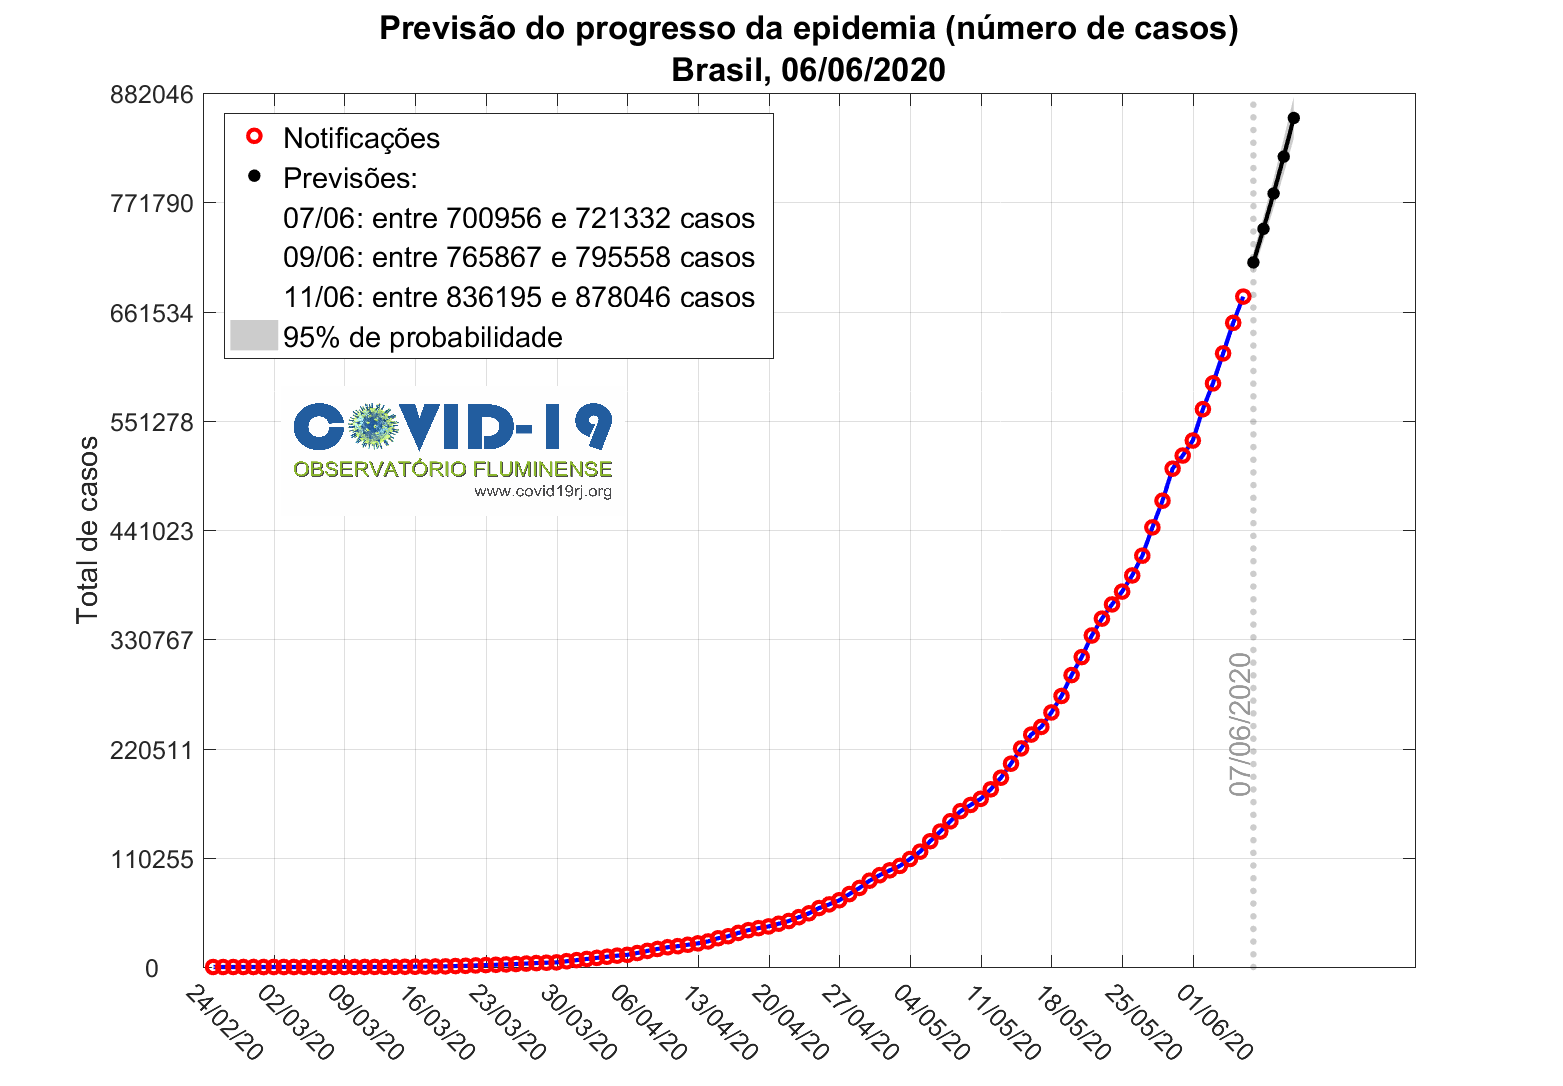 Previsão do progresso da epidemia (número de casos)
Brasil, 06/06/2020
882046
771790
661534
551278
441023
330767
220511
110255
0
Total de casos
Notificações
Previsões:
07/06: entre 700956 e 721332 casos
09/06: entre 765867 e 795558 casos
11/06: entre 836195 e 878046 casos
95% de probabilidade
COVID-19
OBSERVATÓRIO FLUMINENSE
www.covid19rj.org
07/06/2020
24/02/20
02/03/20
09/03/20
16/03/20
23/03/20
30/03/20
06/04/20
13/04/20
20/04/20
27/04/20
04/05/20
11/05/20
18/05/20
25/05/20
01/06/20